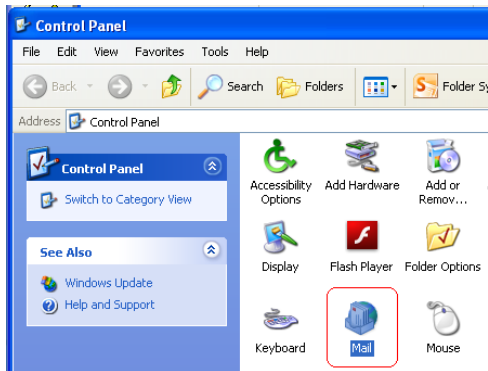 Control Panel
File Edit View Favorites Tools Help
Back Search Folders Folder Sy
Address Control Panel
Control Panel
Switch to Category View
See Also
Windows Update
Help and Support
Accessibility Options
Add Hardware
Add or Remov...
Display
Flash Player
Folder Options
Keyboard
Mail
Mouse